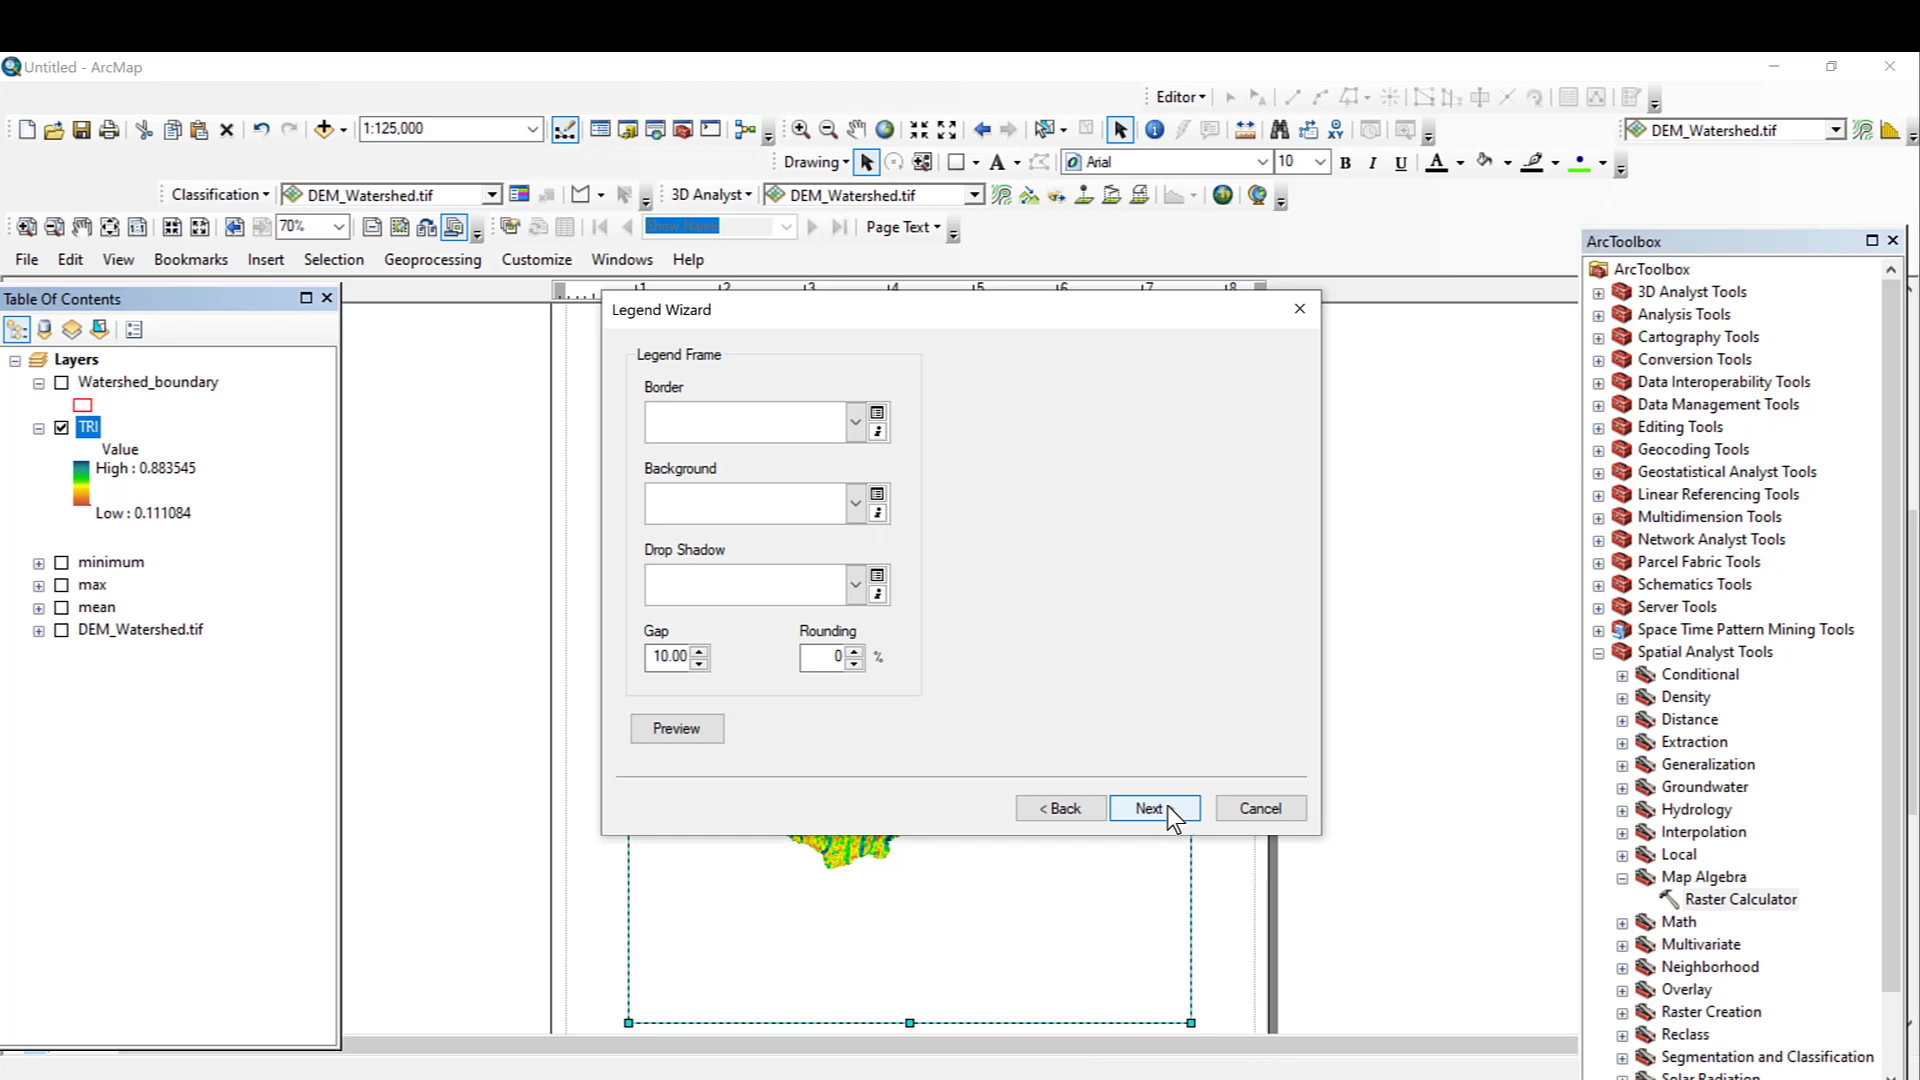 Untitled - ArcMap
Editor
1:125,000
DEM_Watershed.tif
Drawing
Arial
10
B I U A
Classification
DEM_Watershed.tif
3D Analyst
DEM_Watershed.tif
70%
Show Name
Page Text
File Edit View Bookmarks Insert Selection Geoprocessing Customize Windows Help
ArcToolbox
Table Of Contents
Layers
Watershed_boundary
TRI
Value
High : 0.883545
Low : 0.111084
minimum
max
mean
DEM_Watershed.tif
Legend Wizard
Legend Frame
Border
Background
Drop Shadow
Gap
Rounding
10.00
0
%
Preview
< Back
Next
Cancel
ArcToolbox
3D Analyst Tools
Analysis Tools
Cartography Tools
Conversion Tools
Data Interoperability Tools
Data Management Tools
Editing Tools
Geocoding Tools
Geostatistical Analyst Tools
Linear Referencing Tools
Multidimension Tools
Network Analyst Tools
Parcel Fabric Tools
Schematics Tools
Server Tools
Space Time Pattern Mining Tools
Spatial Analyst Tools
Conditional
Density
Distance
Extraction
Generalization
Groundwater
Hydrology
Interpolation
Local
Map Algebra
Raster Calculator
Math
Multivariate
Neighborhood
Overlay
Raster Creation
Reclass
Segmentation and Classification
Solar Radiation